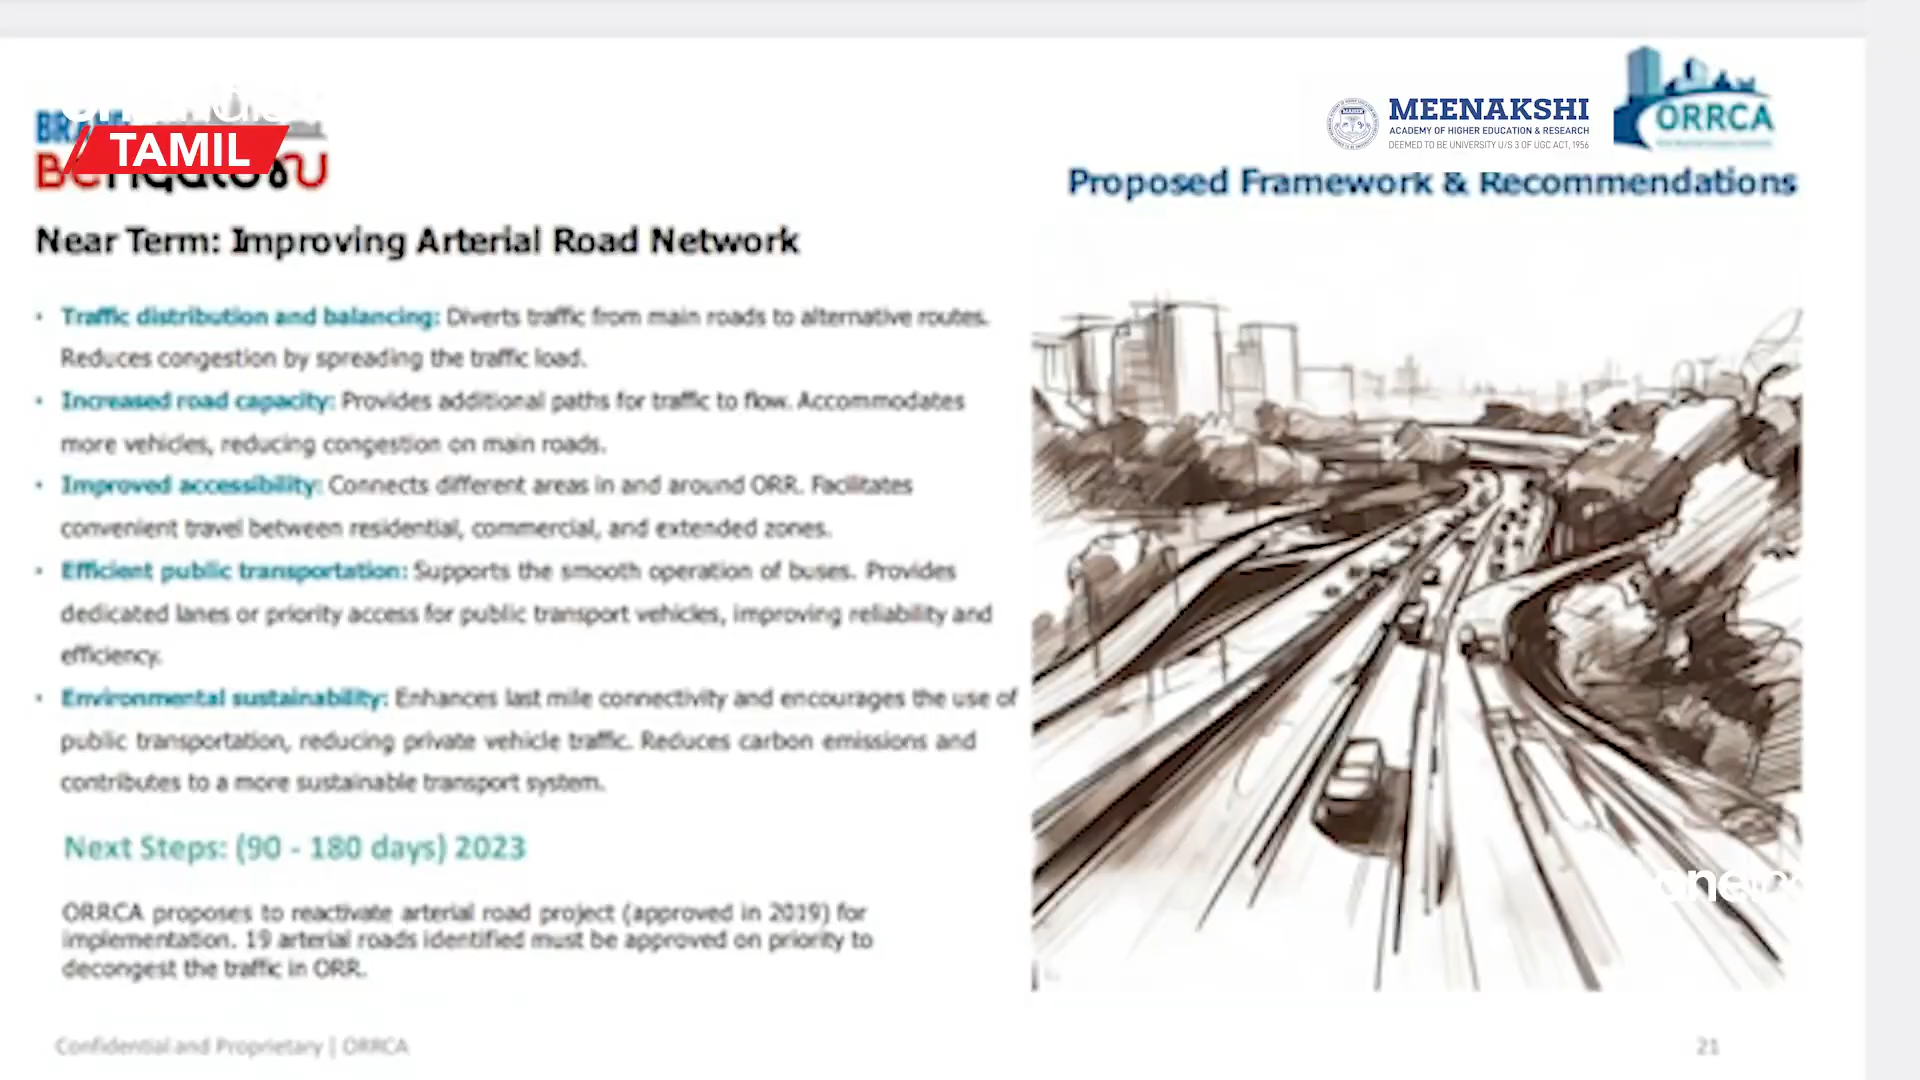 TAMIL
MEENAKSHI
ACADEMY OF HIGHER EDUCATION & RESEARCH
DEEMED TO BE UNIVERSITY U/S 3 OF UGC ACT, 1956
ORRCA
Proposed Framework & Recommendations
Near Term: Improving Arterial Road Network
• Traffic distribution and balancing: Diverts traffic from main roads to alternative routes.
Reduces congestion by spreading the traffic load.
• Increased road capacity: Provides additional paths for traffic to flow. Accommodates
more vehicles, reducing congestion on main roads.
• Improved accessibility: Connects different areas in and around ORR. Facilitates
convenient travel between residential, commercial, and extended zones.
• Efficient public transportation: Supports the smooth operation of buses. Provides
dedicated lanes or priority access for public transport vehicles, improving reliability and
efficiency.
• Environmental sustainability: Enhances last mile connectivity and encourages the use of
public transportation, reducing private vehicle traffic. Reduces carbon emissions and
contributes to a more sustainable transport system.
Next Steps: (90 - 180 days) 2023
ORRCA proposes to reactivate arterial road project (approved in 2019) for
implementation. 19 arterial roads identified must be approved on priority to
decongest the traffic in ORR.
Confidential and Proprietary | ORRCA
21